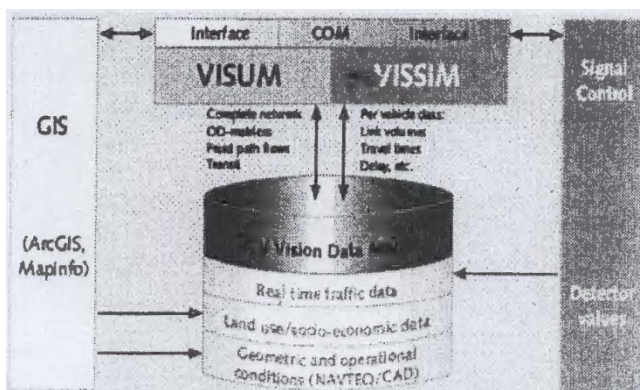 Interface COM Interface
VISUM VISSIM
Complete network
OD-matrices
Fixed path flows
Transit
Per vehicle class:
Link volumes
Travel times
Delay, etc.
GIS
(ArcGIS,
MapInfo)
Signal
Control
Vision Data
Real time traffic data
Land use/socio-economic data
Geometric and operational
conditions (NAVTEQ/CAD)
Detector
values